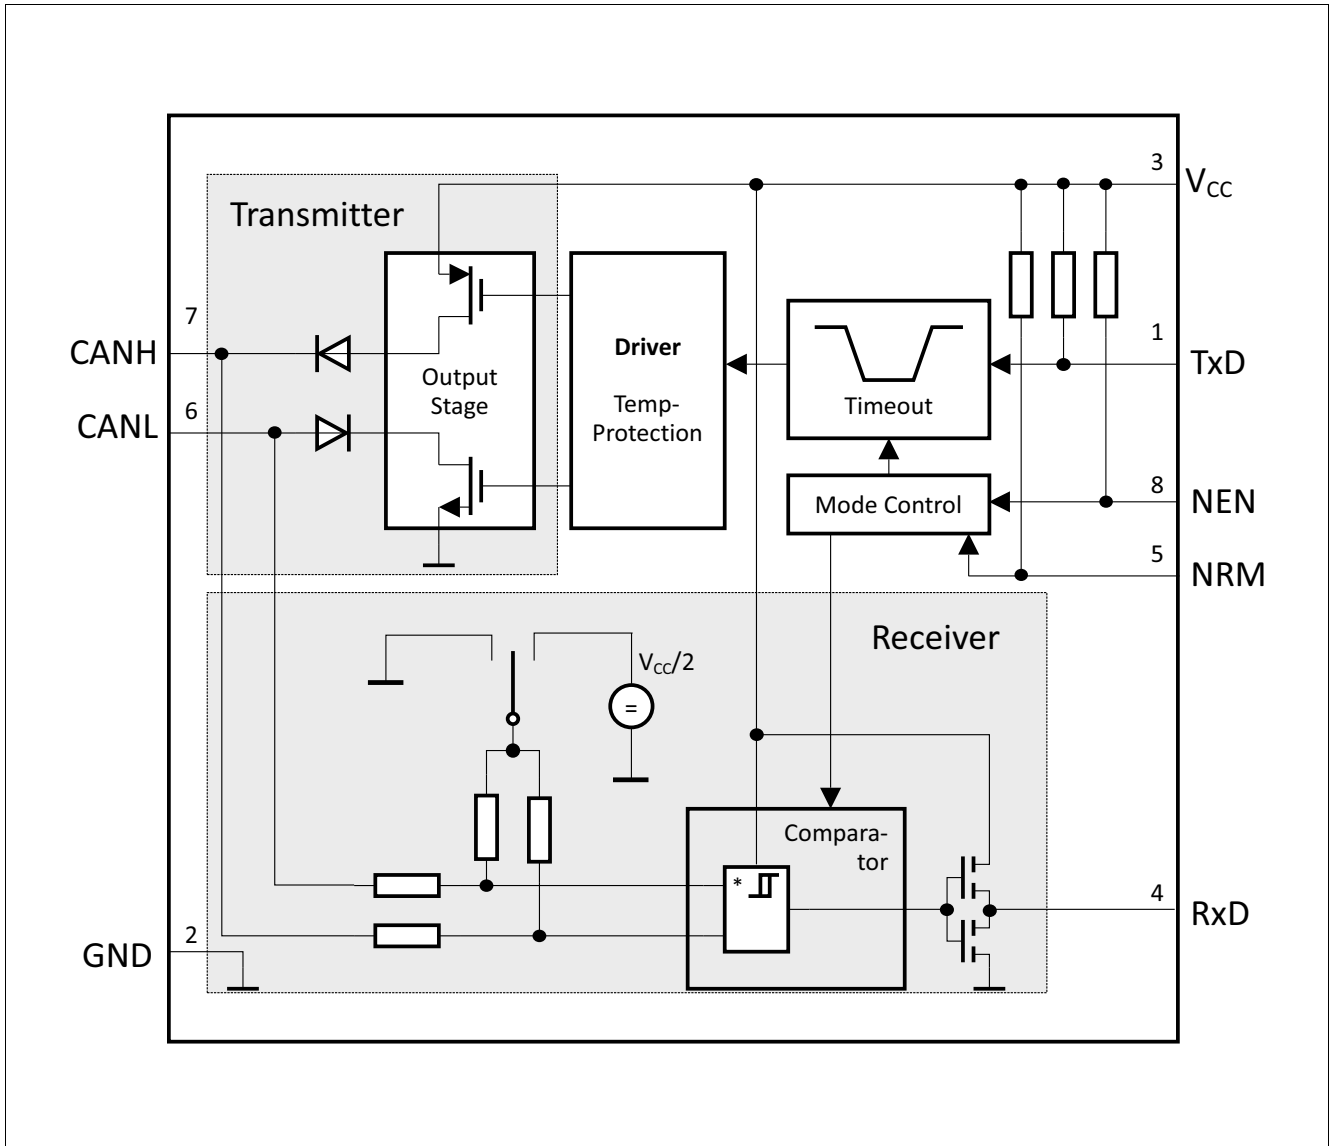 3
VCC
Transmitter
7
CANH
6
CANL
Output
Stage
Driver
Temp-
Protection
Timeout
1
TxD
Mode Control
8
NEN
5
NRM
Receiver
VCC/2
=
Compara-
tor
*
4
RxD
2
GND